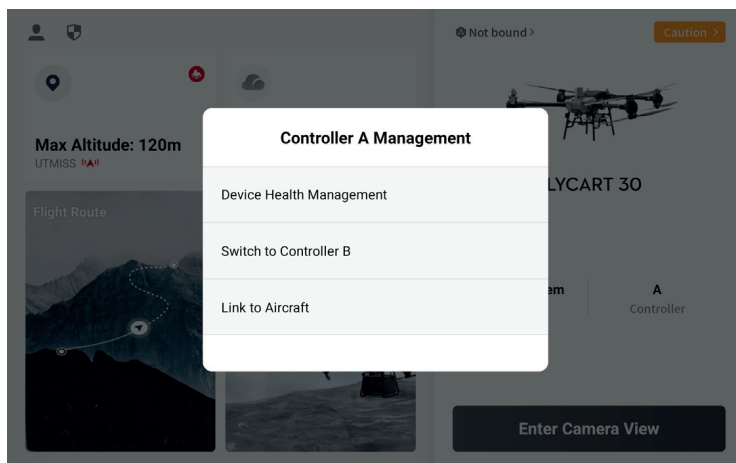 Not bound >
Caution >
Max Altitude: 120m
UTMISS
Controller A Management
Device Health Management
Switch to Controller B
Link to Aircraft
LYCART 30
Flight Route
em
A
Controller
Enter Camera View